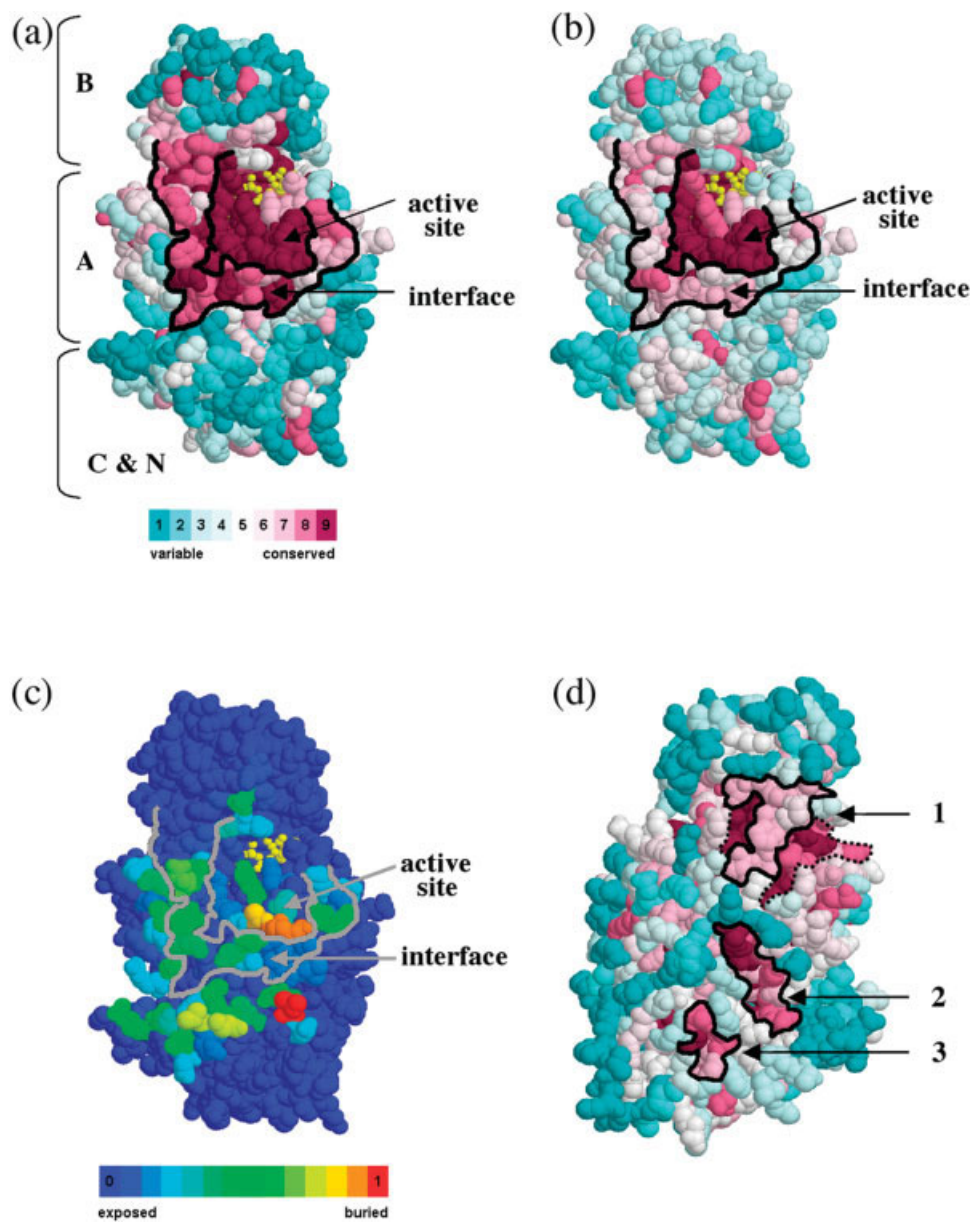 (a)
B
A
C & N
active
site
interface
1 2 3 4 5 6 7 8 9
variable conserved
(b)
active
site
interface
(c)
active
site
interface
0 1
exposed buried
(d)
1
2
3